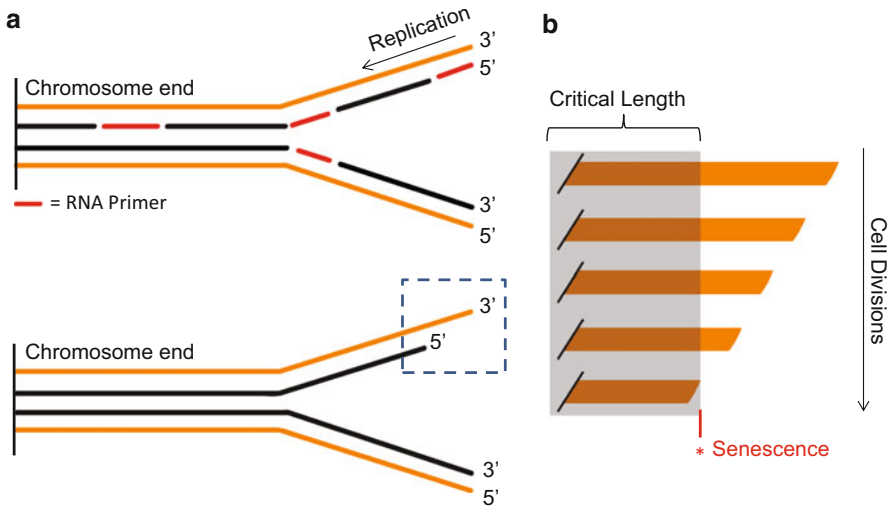 a
Replication
3’
5’
Chromosome end
= RNA Primer
3’
5’
Chromosome end
3’
5’
3’
5’
b
Critical Length
Cell Divisions
* Senescence